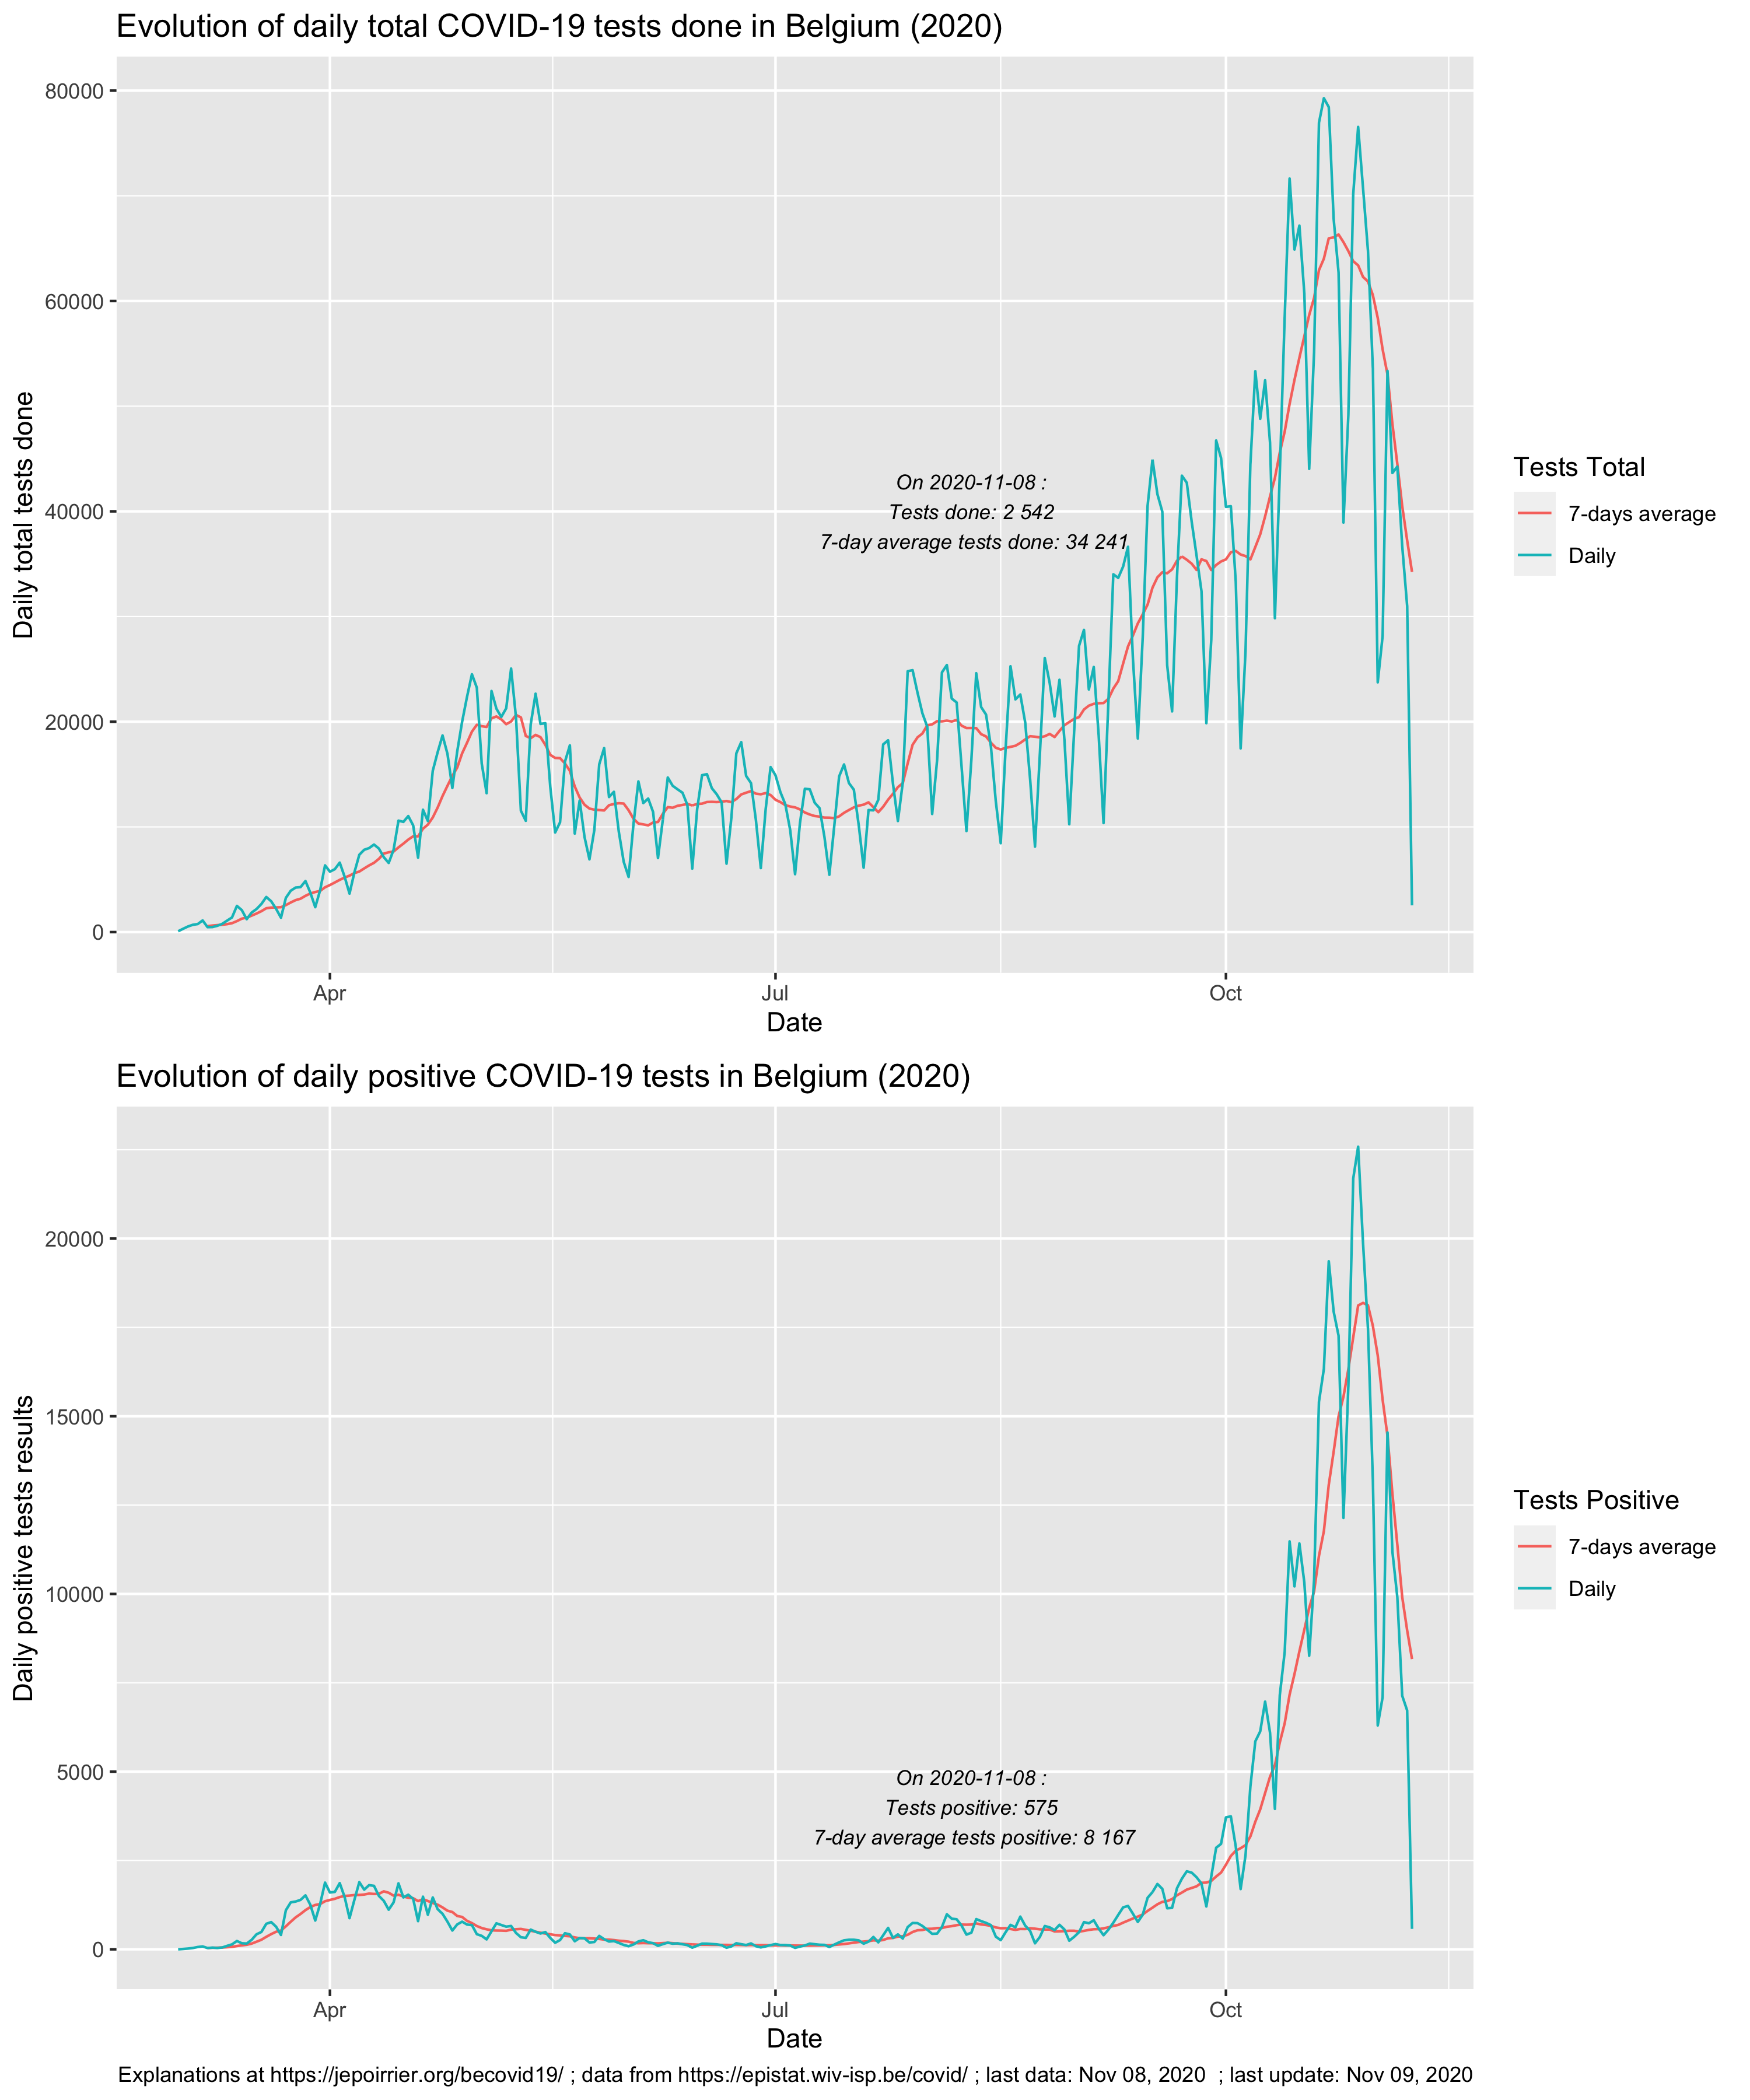 Evolution of daily total COVID-19 tests done in Belgium (2020)
Daily total tests done
80000
60000
40000
20000
0
On 2020-11-08 :
Tests done: 2 542
7-day average tests done: 34 241
Apr
Jul
Oct
Date
Tests Total
7-days average
Daily
Evolution of daily positive COVID-19 tests in Belgium (2020)
Daily positive tests results
20000
15000
10000
5000
0
On 2020-11-08 :
Tests positive: 575
7-day average tests positive: 8 167
Apr
Jul
Oct
Date
Tests Positive
7-days average
Daily
Explanations at https://jepoirrier.org/becovid19/ ; data from https://epistat.wiv-isp.be/covid/ ; last data: Nov 08, 2020  ; last update: Nov 09, 2020